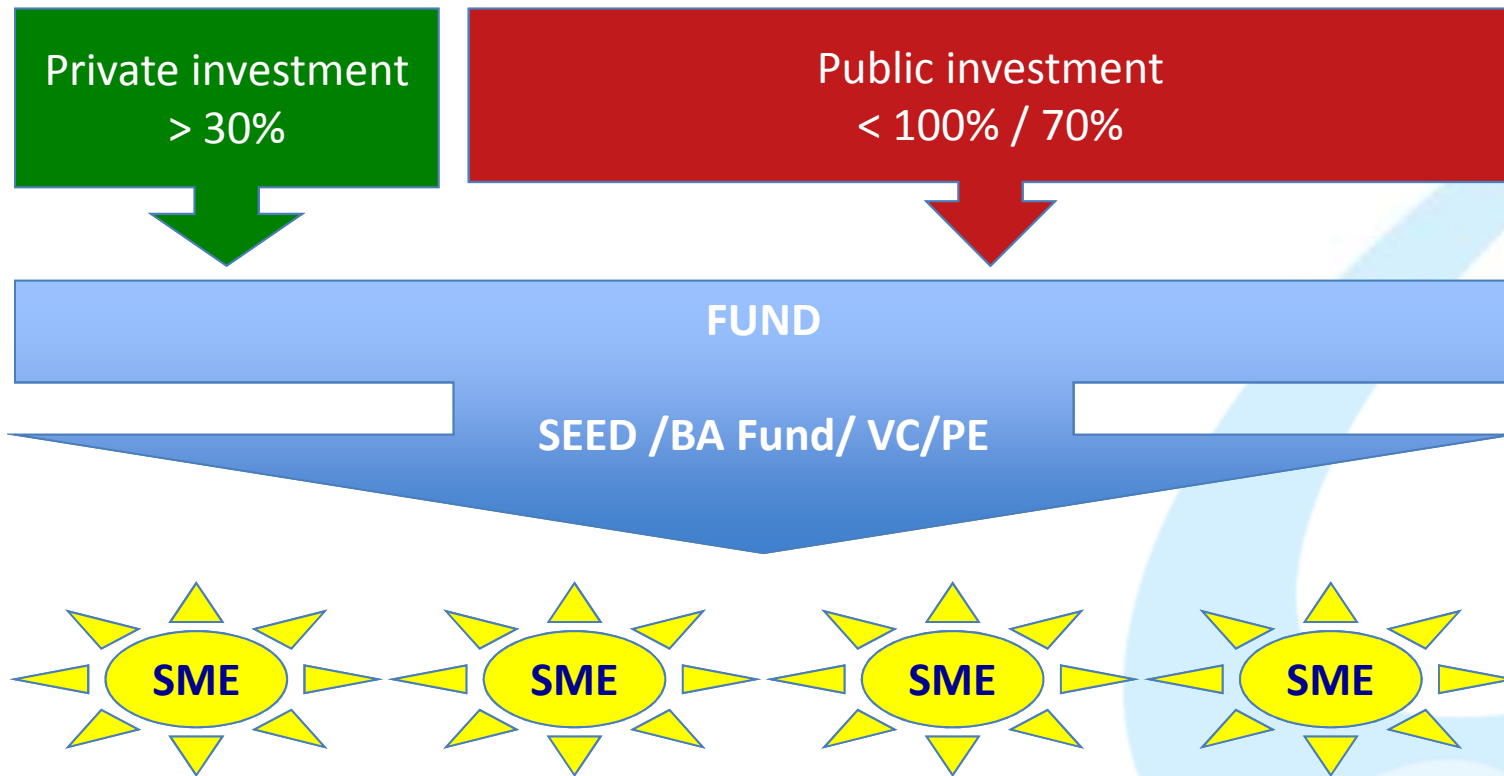 Private investment
> 30%
Public investment
< 100% / 70%
FUND
SEED /BA Fund/ VC/PE
SME
SME
SME
SME